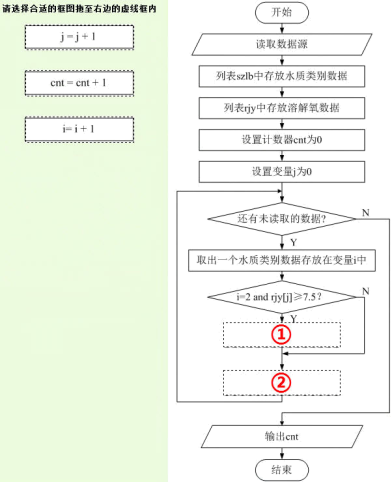 请选择合适的框图拖至右边的虚线框内
j = j + 1
cnt = cnt + 1
i= i + 1
开始
读取数据源
列表szlb中存放水质类别数据
列表rjy中存放溶解氧数据
设置计数器cnt为0
设置变量j为0
还有未读取的数据?
N
Y
取出一个水质类别数据存放在变量i中
i=2 and rjy[j]≥7.5?
N
Y
①
②
输出cnt
结束